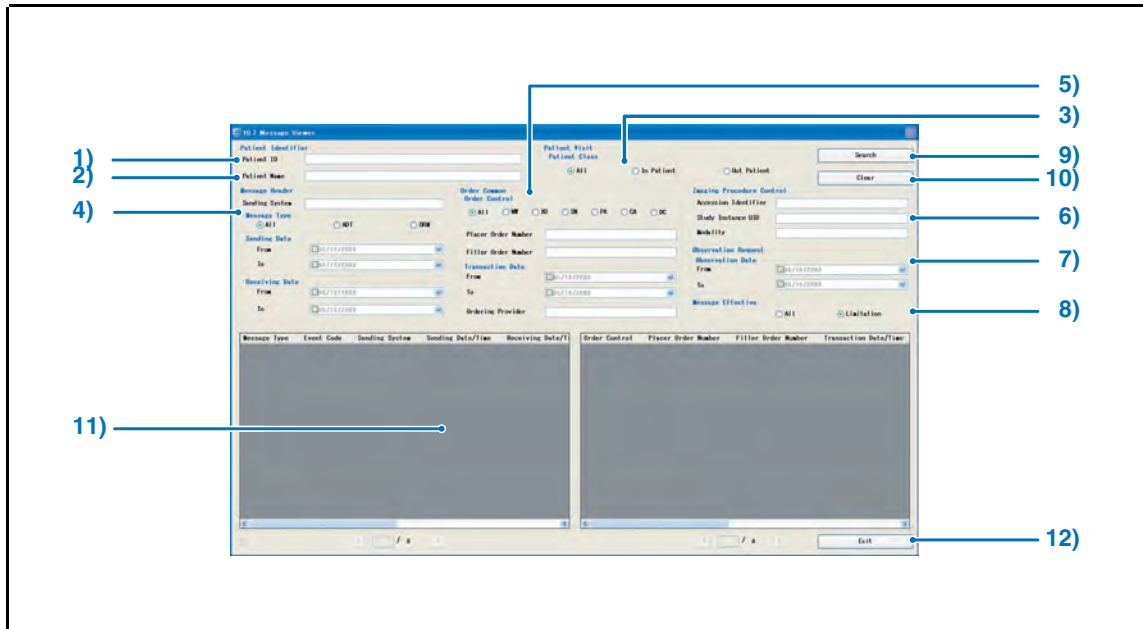 5)
3)
HL7 Message Viewer
Patient Identifier
Patient Visit
1)
Patient ID
Patient Class
All
In Patient
Out Patient
Search
9)
2)
Patient Name
Clear
10)
Message Header
Order Common
Imaging Procedure Control
4)
Sending System
Order Control
Accession Identifier
Message Type
All
ADT
ORM
All NW XO SN PA CA DC
Study Instance UID
6)
Sending Date
Placer Order Number
Modality
From
Filler Order Number
Observation Request
To
Transaction Date
Observation Date
7)
From
From
Receiving Date
From
To
To
To
Ordering Provider
Message Effective
All
Limitation
8)
Message Type Event Code Sending System Sending Date/Time Receiving Date/Ti
Order Control Placer Order Number Filler Order Number Transaction Date/Time
11)
/
/
Exit
12)